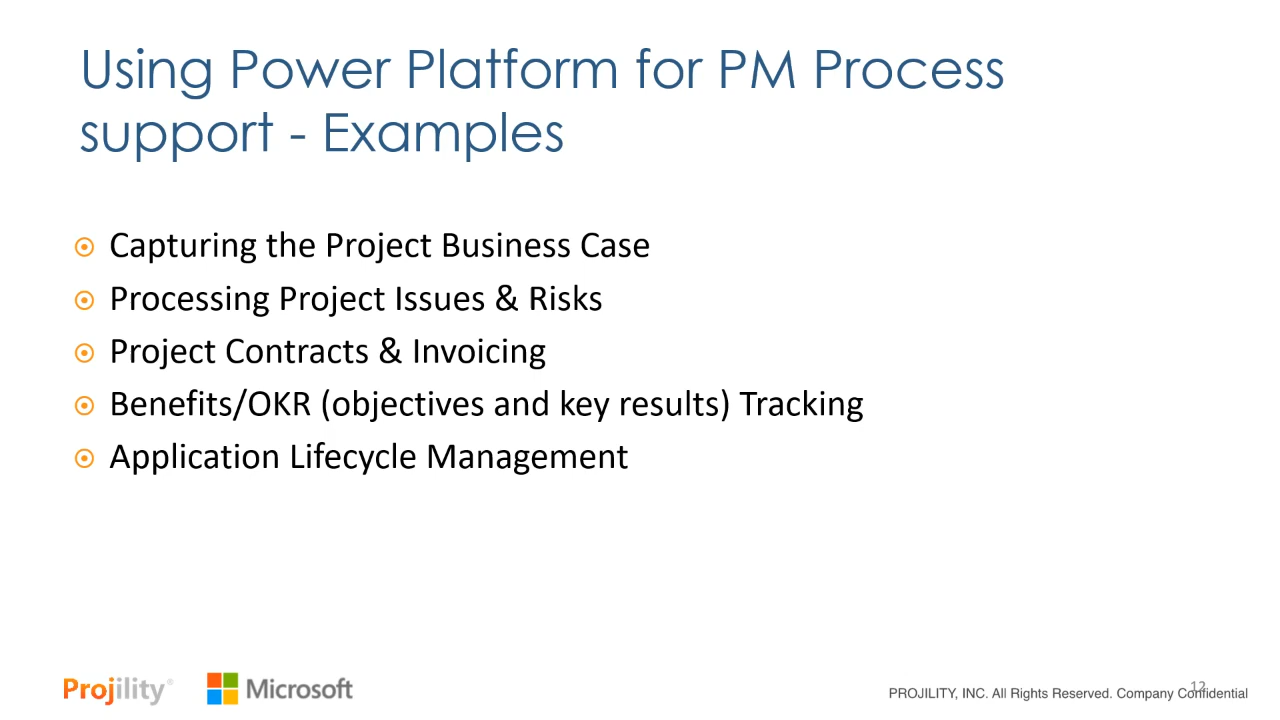 Using Power Platform for PM Process
support - Examples
Capturing the Project Business Case
Processing Project Issues & Risks
Project Contracts & Invoicing
Benefits/OKR (objectives and key results) Tracking
Application Lifecycle Management
Projility®
Microsoft
PROJILITY, INC. All Rights Reserved. Company Confidential
12